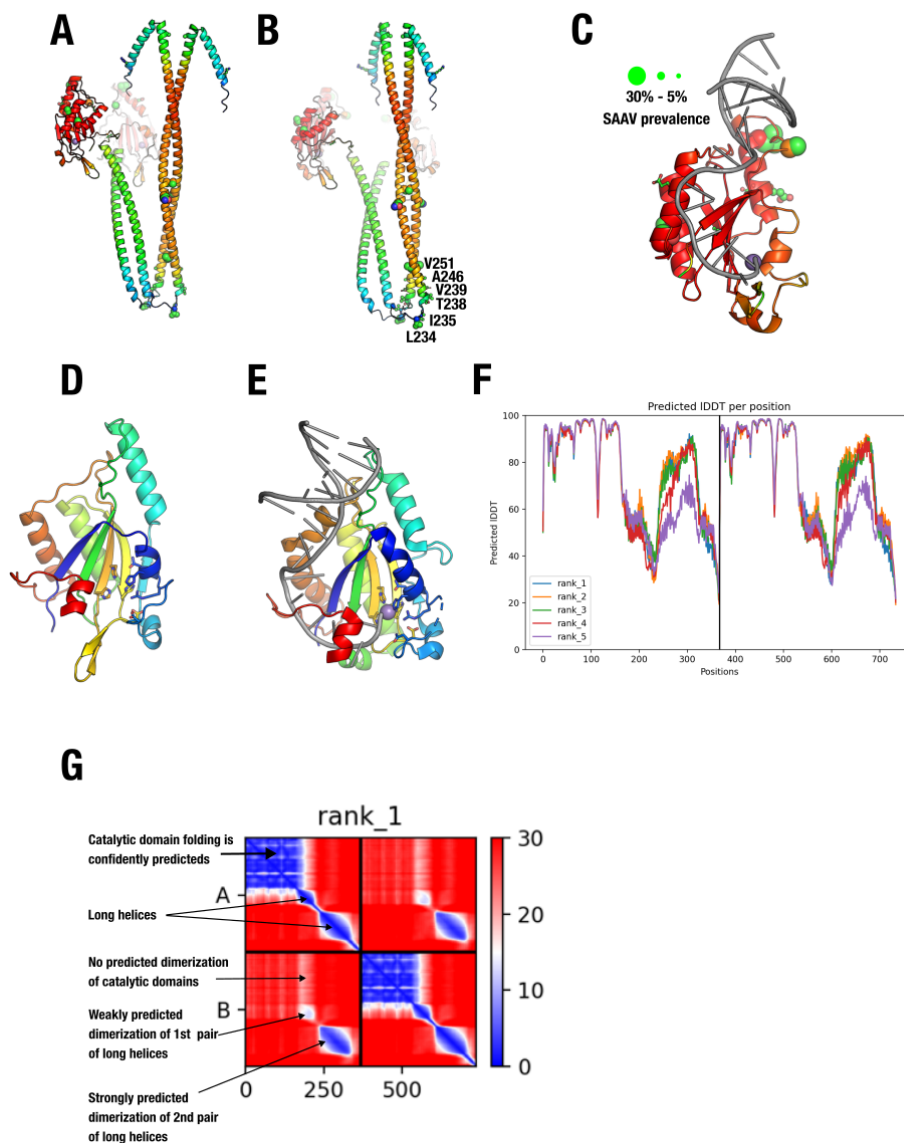 A
B
C
30% - 5%
SAAV prevalence
V251
A246
V239
T238
I235
L234
D
E
F
Predicted lDDT per position
Predicted lDDT
100
80
60
40
20
0
rank_1
rank_2
rank_3
rank_4
rank_5
0 100 200 300 400 500 600 700
Positions
G
rank_1
Catalytic domain folding is
confidently predicteds
A
Long helices
No predicted dimerization
of catalytic domains
B
Weakly predicted
dimerization of 1st pair
of long helices
Strongly predicted
dimerization of 2nd pair
of long helices
0 250 500
30
20
10
0